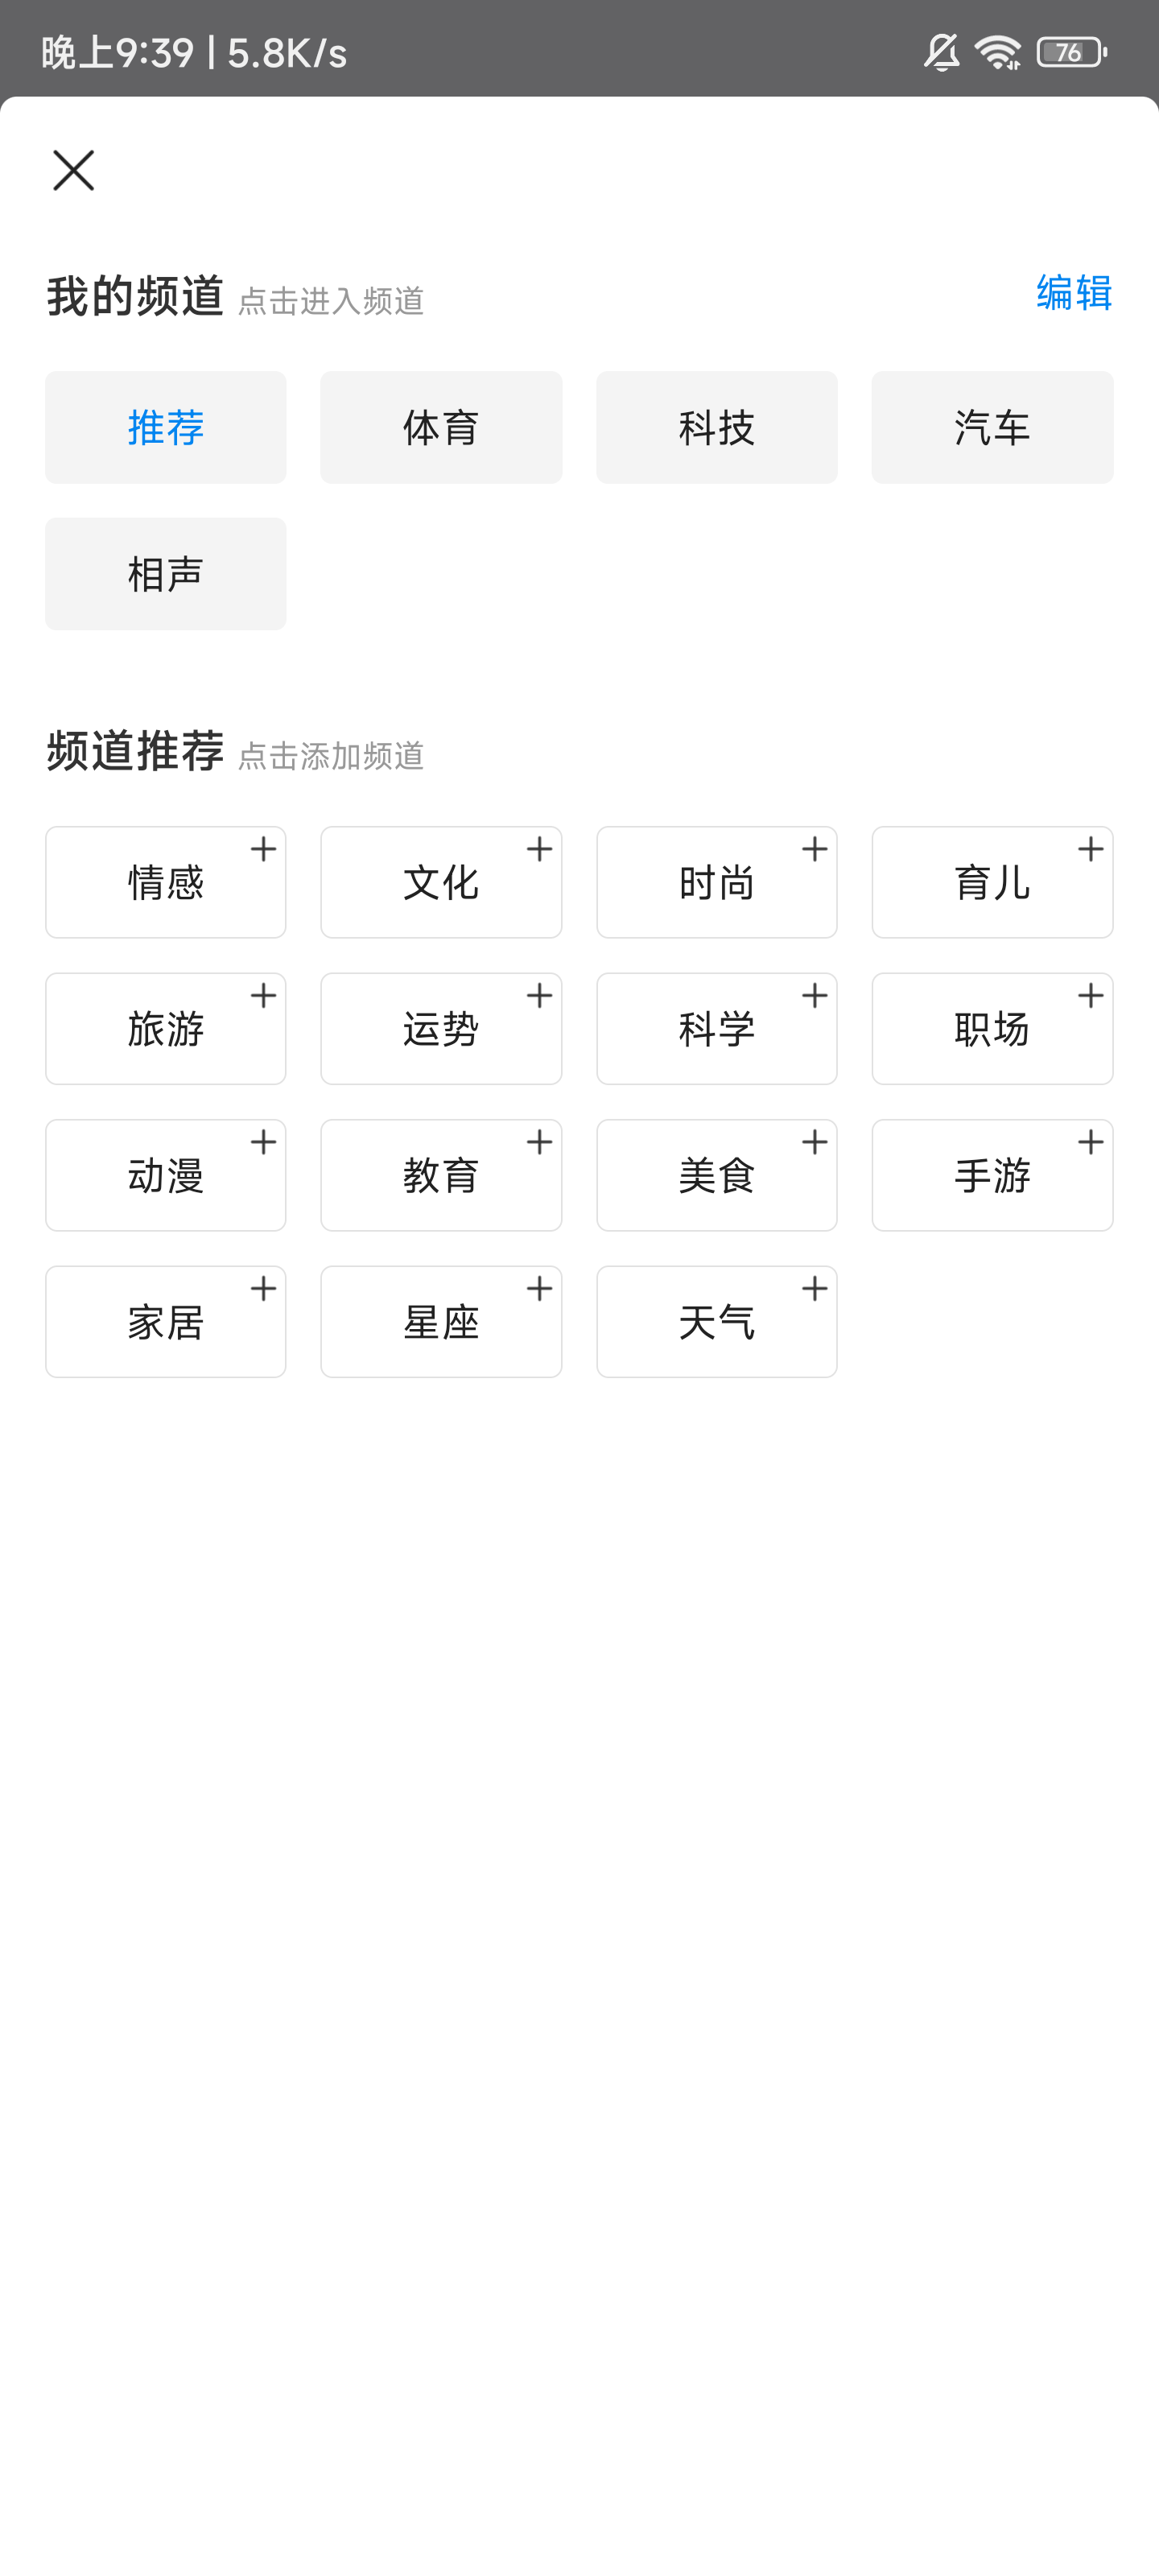 晚上9:39 | 5.8K/s 76
我的频道 点击进入频道 编辑
推荐 体育 科技 汽车
相声
频道推荐 点击添加频道
情感 文化 时尚 育儿
旅游 运势 科学 职场
动漫 教育 美食 手游
家居 星座 天气